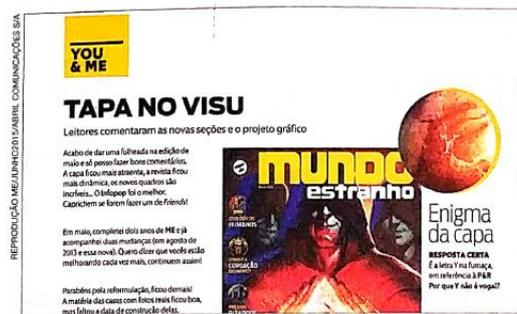 REPRODUÇÃO ME/JUNHO2015/ABRIL COMUNICAÇÕES S/A
YOU
& ME
TAPA NO VISU
Leitores comentaram as novas seções e o projeto gráfico
Acabo de dar uma folheada na edição de
maio e só posso fazer bons comentários.
A capa ficou mais atraente, a revista ficou
mais dinâmica, os novos quadros são
incríveis... O Infopop foi o melhor.
Caprichem se forem fazer um de Friends!
Em maio, completei dois anos de ME e já
acompanhei duas mudanças (em agosto de
2013 e essa nova). Quero dizer que vocês estão
melhorando cada vez mais, continuem assim!
Parabéns pela reformulação, ficou demais!
A matéria das casas com fotos reais ficou boa,
mas faltou a data de construção delas.
MUNDO
estranho
HUMANOS
Enigma
da capa
RESPOSTA CERTA
É a letra Y na fumaça,
em referência à P&R
Por que Y não é vogal?